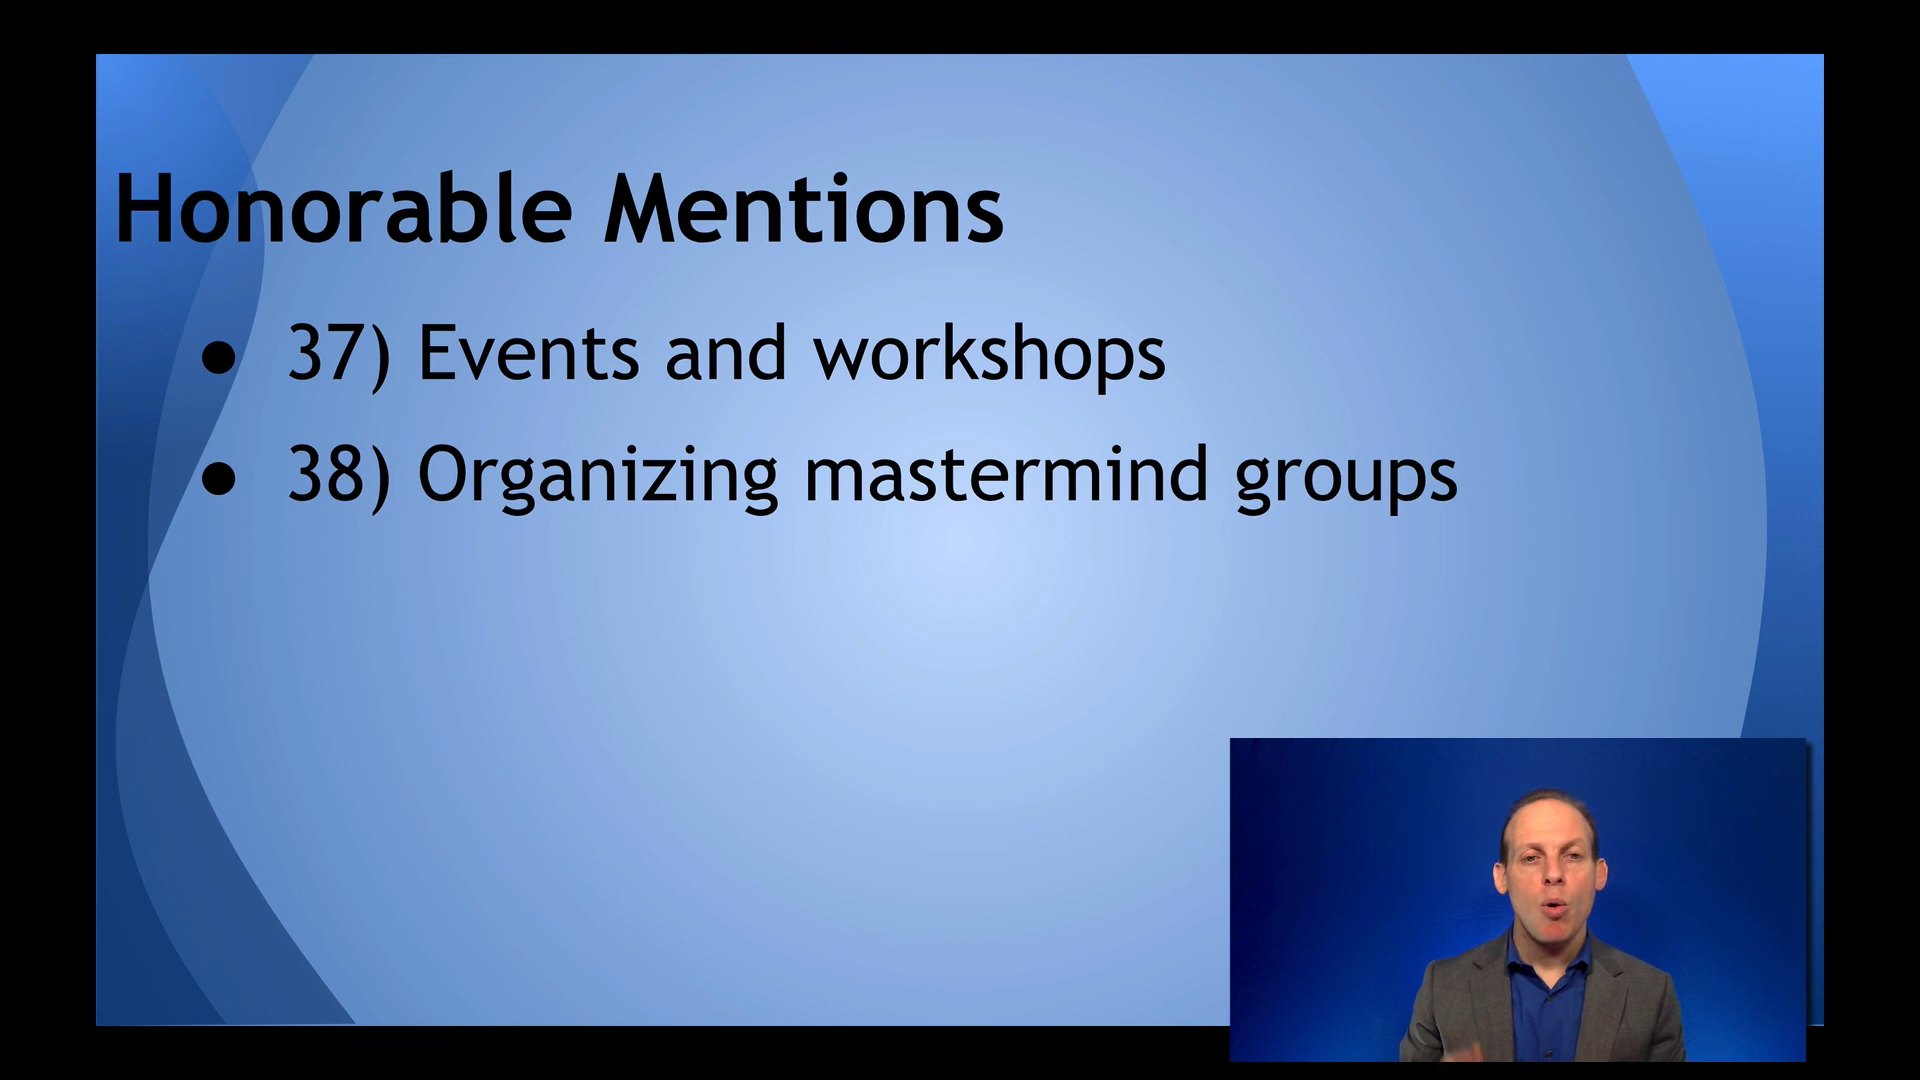 Honorable Mentions
● 37) Events and workshops
● 38) Organizing mastermind groups